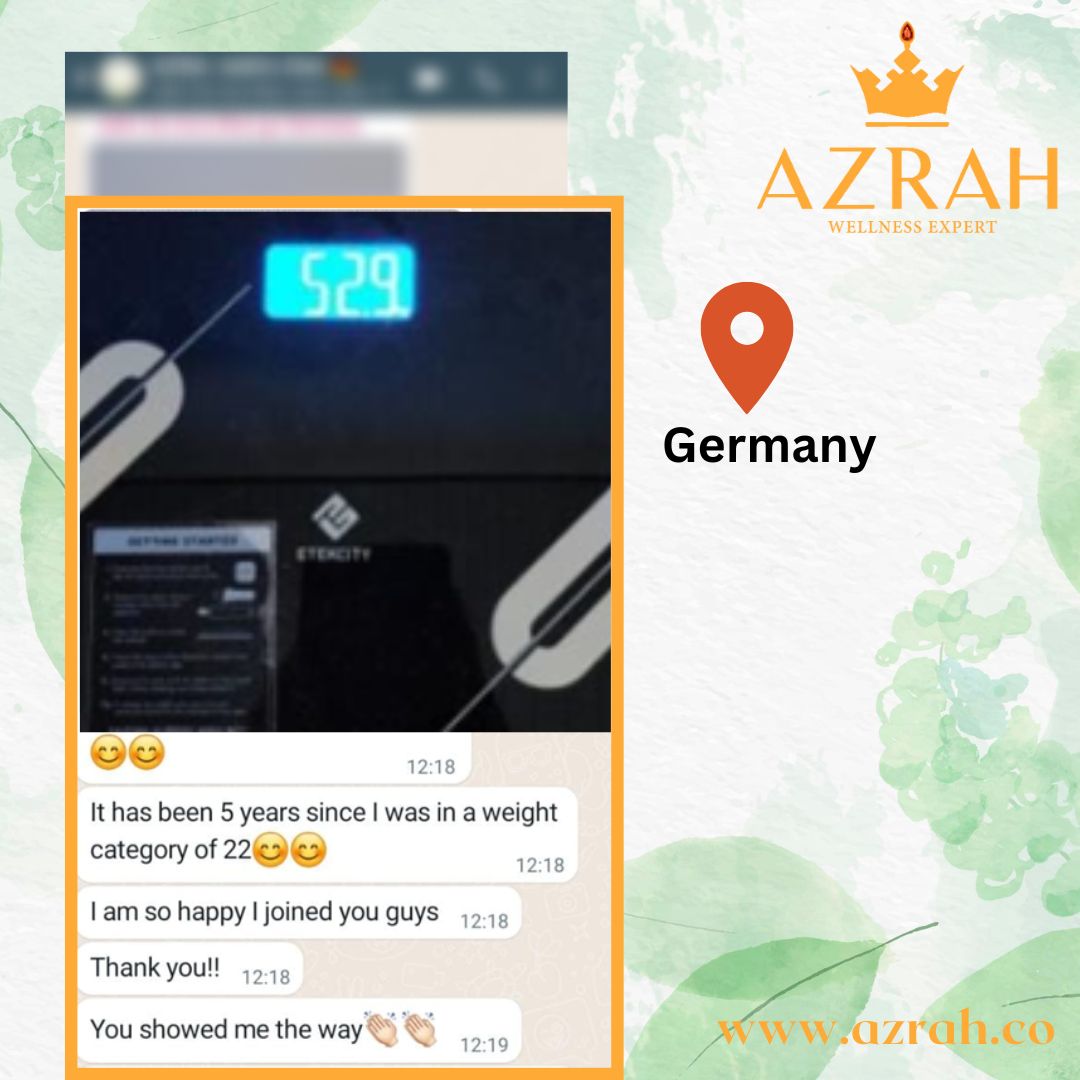 AZRAH
WELLNESS EXPERT
52.9
Germany
GETTING STARTED
ETEKCITY
😊😊
12:18
It has been 5 years since I was in a weight
category of 22😊😊
12:18
I am so happy I joined you guys
12:18
Thank you!!
12:18
You showed me the way👏🏻👏🏻
12:19
www.azrah.co